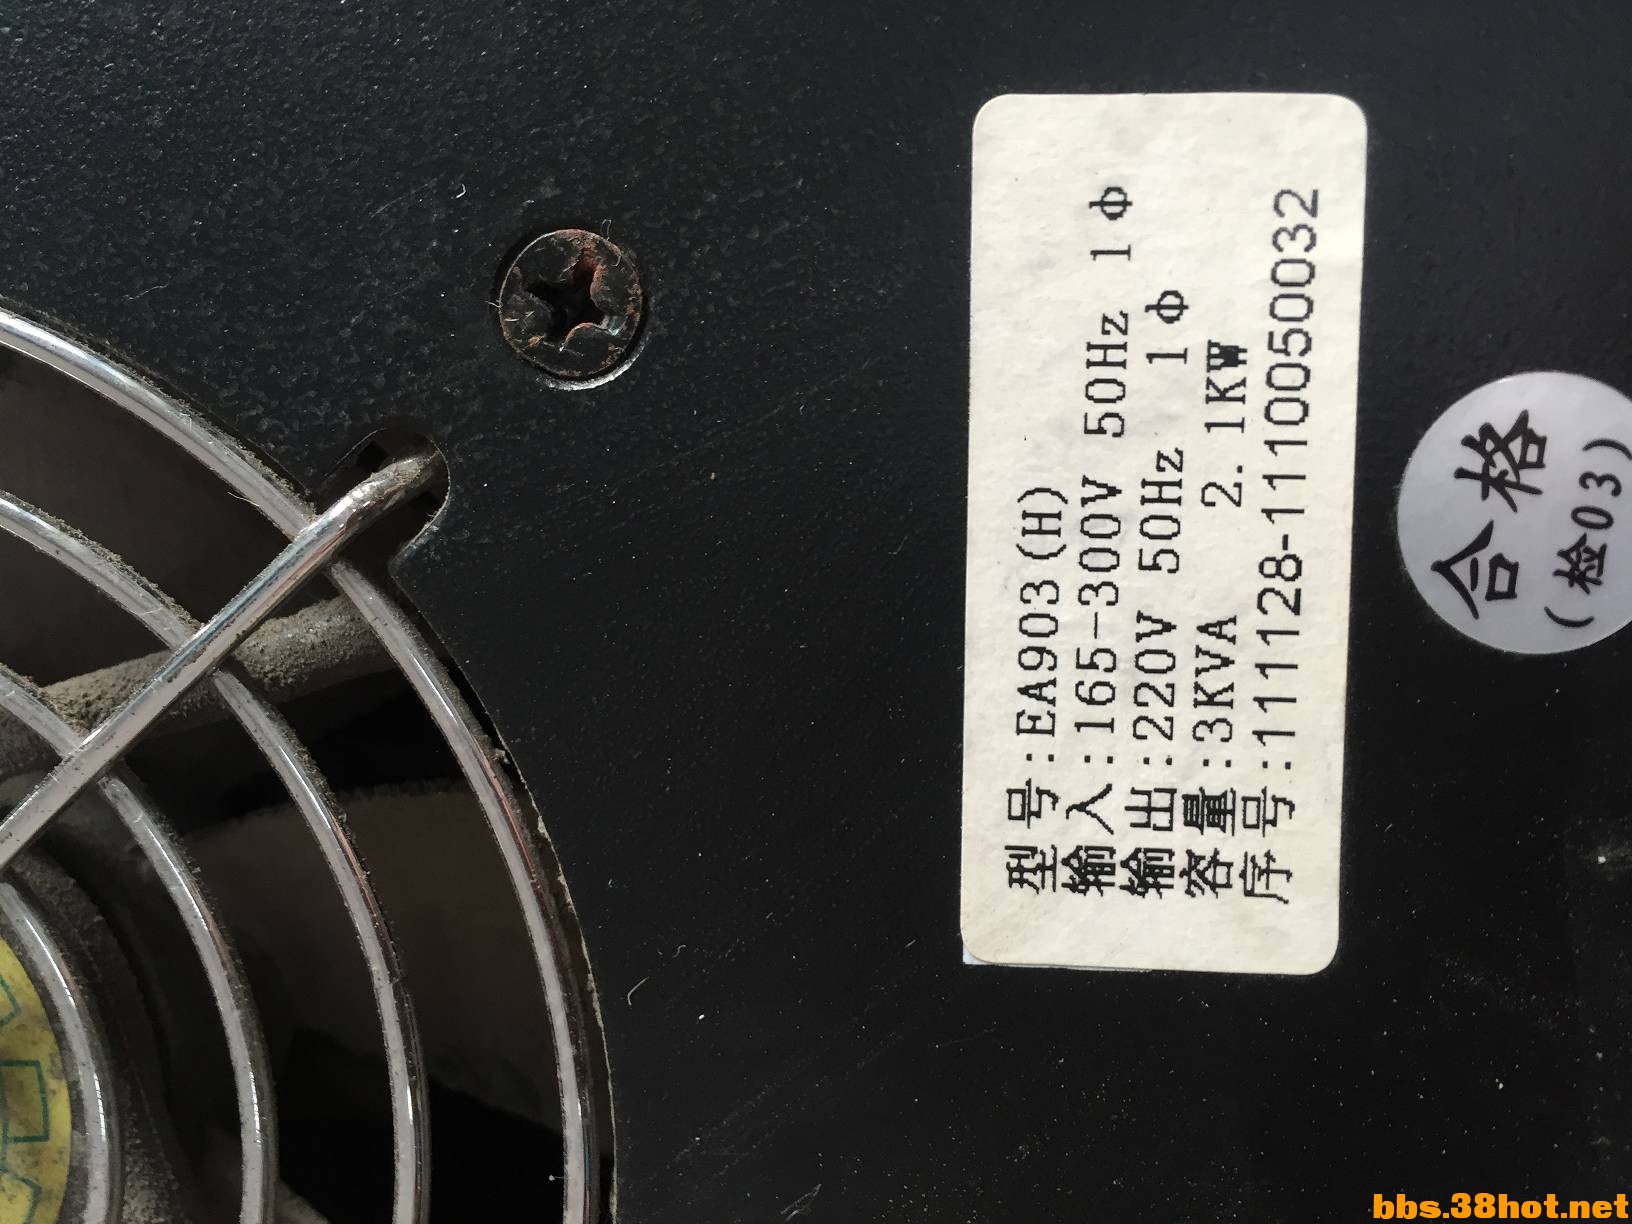 型号:EA903(H)
输入:165-300V 50Hz 1Φ
输出:220V 50Hz 1Φ
容量:3KVA 2.1KW
序号:111128-1110050032
合格
(检03)
bbs.38hot.net